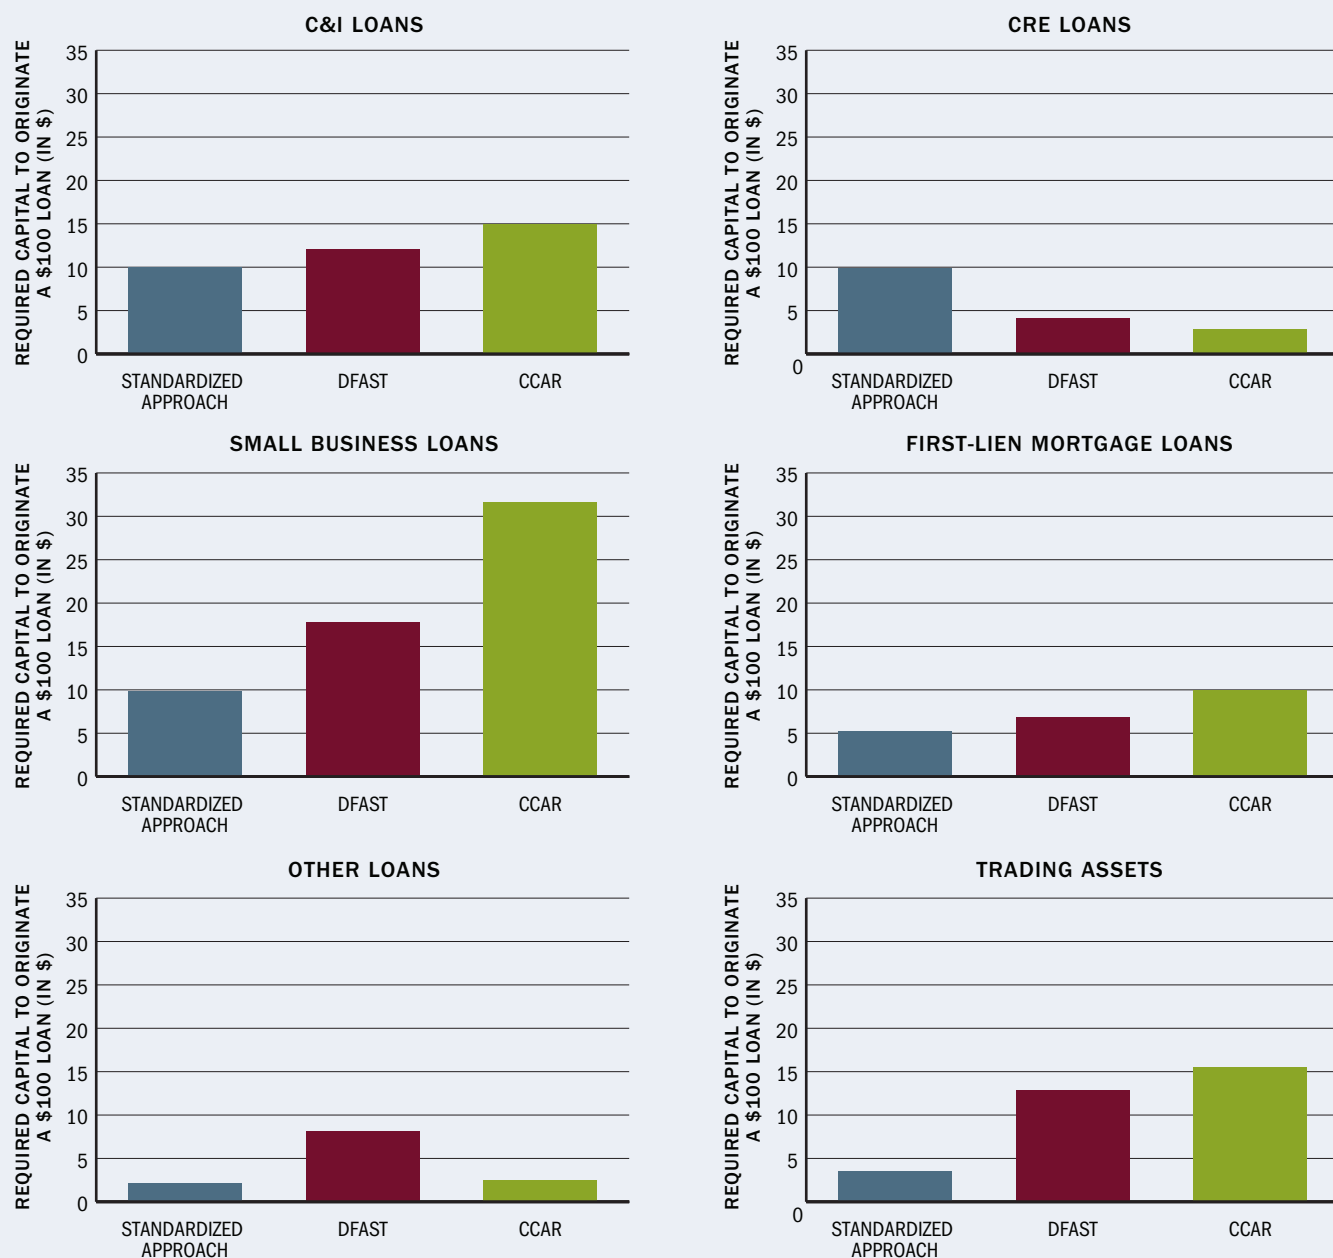 C&I LOANS
REQUIRED CAPITAL TO ORIGINATE
A $100 LOAN (IN $)
35
30
25
20
15
10
5
0
STANDARDIZED
APPROACH
DFAST
CCAR
CRE LOANS
REQUIRED CAPITAL TO ORIGINATE
A $100 LOAN (IN $)
35
30
25
20
15
10
5
0
STANDARDIZED
APPROACH
DFAST
CCAR
SMALL BUSINESS LOANS
REQUIRED CAPITAL TO ORIGINATE
A $100 LOAN (IN $)
35
30
25
20
15
10
5
0
STANDARDIZED
APPROACH
DFAST
CCAR
FIRST-LIEN MORTGAGE LOANS
REQUIRED CAPITAL TO ORIGINATE
A $100 LOAN (IN $)
35
30
25
20
15
10
5
0
STANDARDIZED
APPROACH
DFAST
CCAR
OTHER LOANS
REQUIRED CAPITAL TO ORIGINATE
A $100 LOAN (IN $)
35
30
25
20
15
10
5
0
STANDARDIZED
APPROACH
DFAST
CCAR
TRADING ASSETS
REQUIRED CAPITAL TO ORIGINATE
A $100 LOAN (IN $)
35
30
25
20
15
10
5
0
STANDARDIZED
APPROACH
DFAST
CCAR